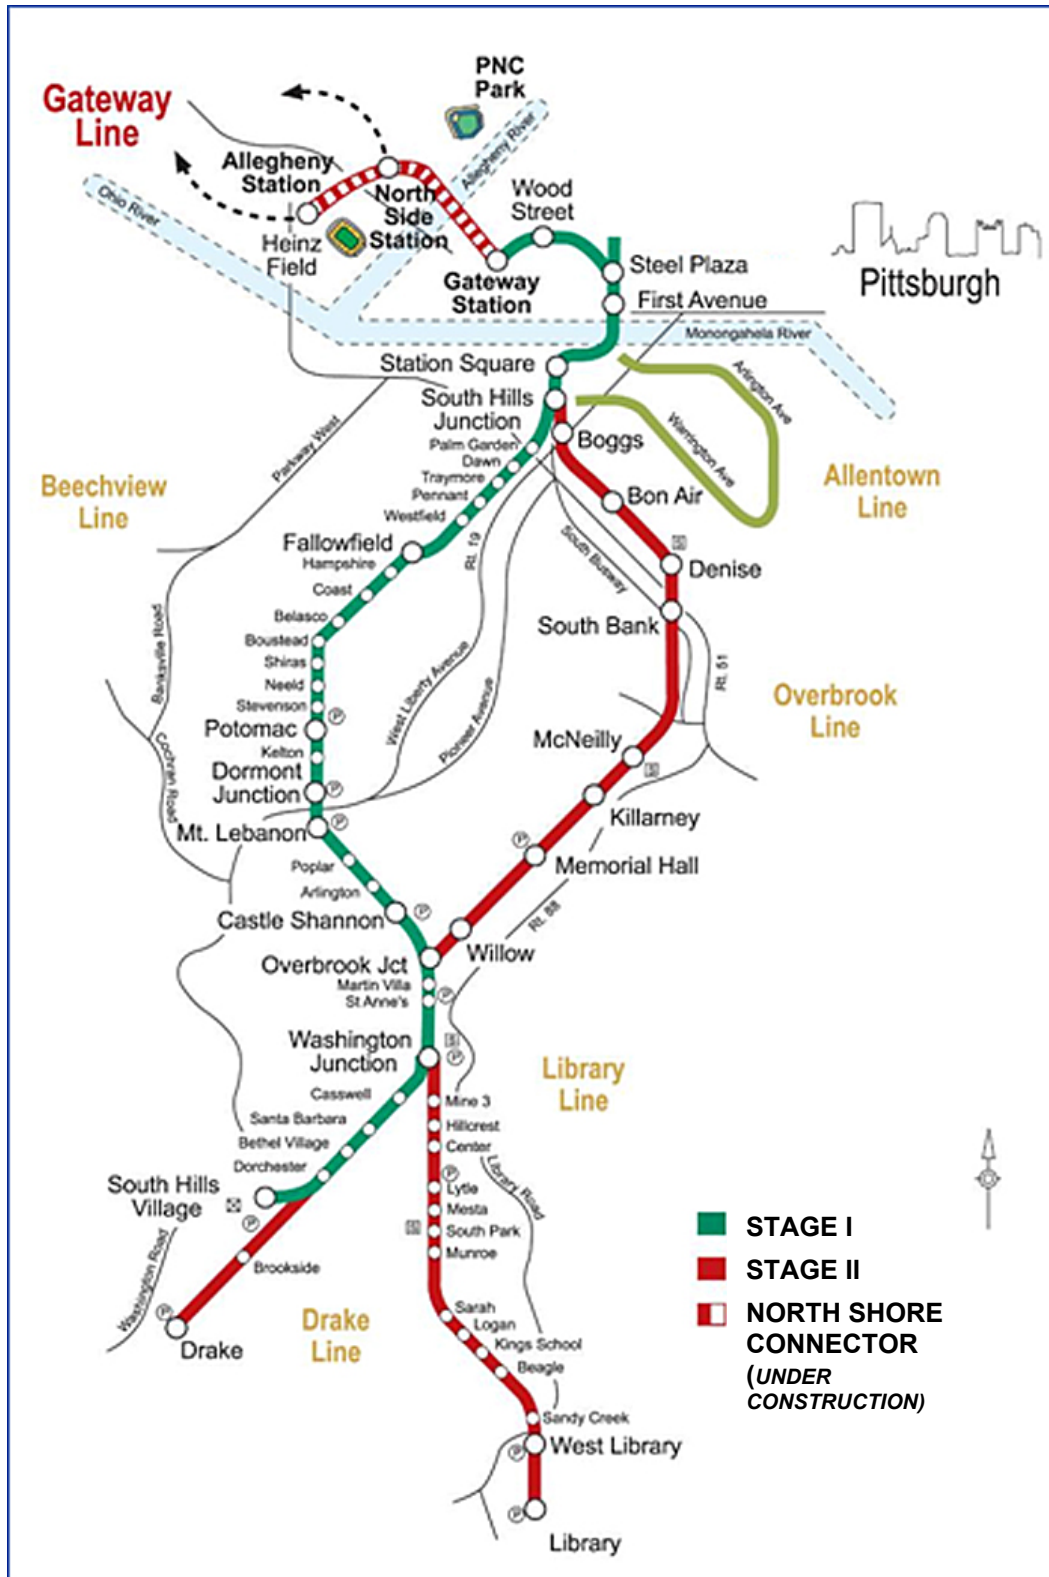 PNC
Park
Gateway
Line
Allegheny
Station
Allegheny River
Ohio River
North
Side
Station
Wood
Street
Heinz
Field
Gateway
Station
Steel Plaza
First Avenue
Pittsburgh
Monongahela River
Station Square
South Hills
Junction
Arlington Ave
Warrington Ave
Parkway West
Palm Garden
Boggs
Dawn
Traymore
Pennant
Westfield
Beechview
Line
Bon Air
Allentown
Line
Fallowfield
Hampshire
Rt. 19
South Busway
S
Denise
Coast
Belasco
South Bank
Boustead
Shiras
Neeld
Stevenson
Banksville Road
West Liberty Avenue
Pioneer Avenue
Rt. 51
Overbrook
Line
P
Potomac
Kelton
McNeilly
S
Cochran Road
Dormont
Junction
P
Killarney
Mt. Lebanon
P
P
Memorial Hall
Poplar
Arlington
Castle Shannon
P
Rt. 88
Willow
Overbrook Jct
Martin Villa
St Anne's
P
Washington
Junction
S
P
Library
Line
Casswell
Mine 3
Santa Barbara
Hillcrest
Bethel Village
Center
Dorchester
P
Library Road
South Hills
Village
Lytle
P
Mesta
S
South Park
Munroe
Washington Road
Brookside
P
Drake
Drake
Line
Sarah
Logan
Kings School
Beagle
Sandy Creek
P
West Library
P
Library
STAGE I
STAGE II
NORTH SHORE
CONNECTOR
(UNDER
CONSTRUCTION)